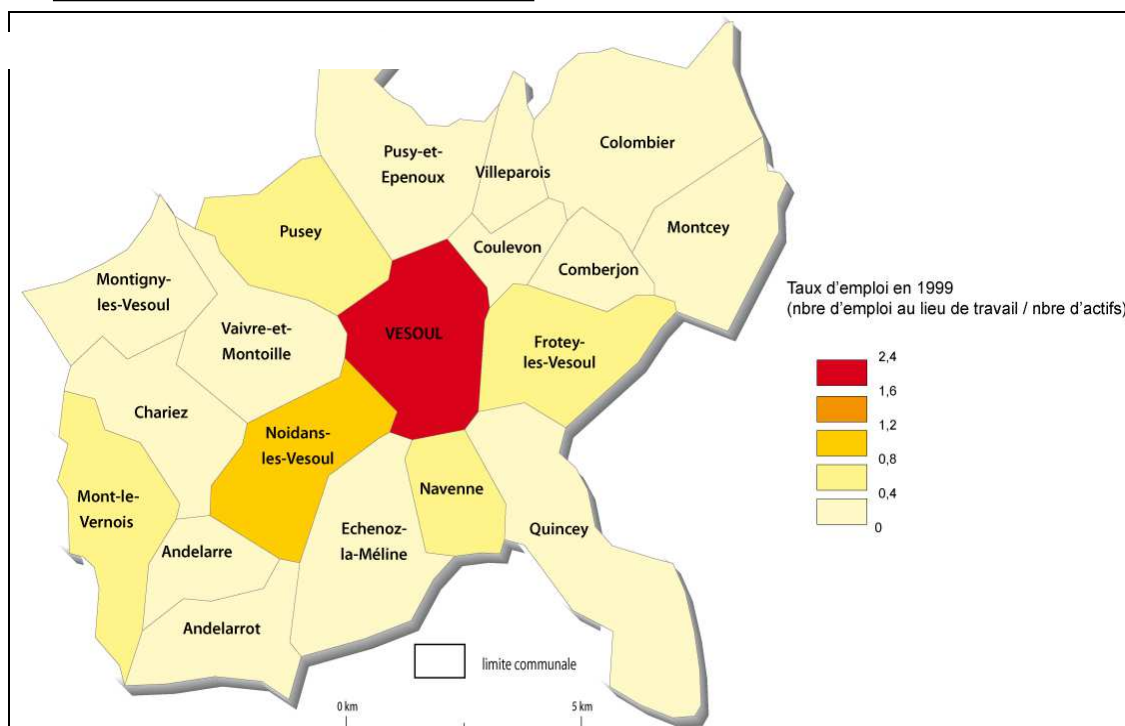 Colombier
Pusy-et-
Epenoux
Villeparois
Montcey
Pusey
Coulevon
Comberjon
Montigny-
les-Vesoul
Vaivre-et-
Montoille
VESOUL
Frotey-
les-Vesoul
Chariez
Noidans-
les-Vesoul
Mont-le-
Vernois
Navenne
Quincey
Echenoz-
la-Méline
Andelarre
Andelarrot
Taux d'emploi en 1999
(nbre d'emploi au lieu de travail / nbre d'actifs)
2,4
1,6
1,2
0,8
0,4
0
limite communale
0 km
5 km